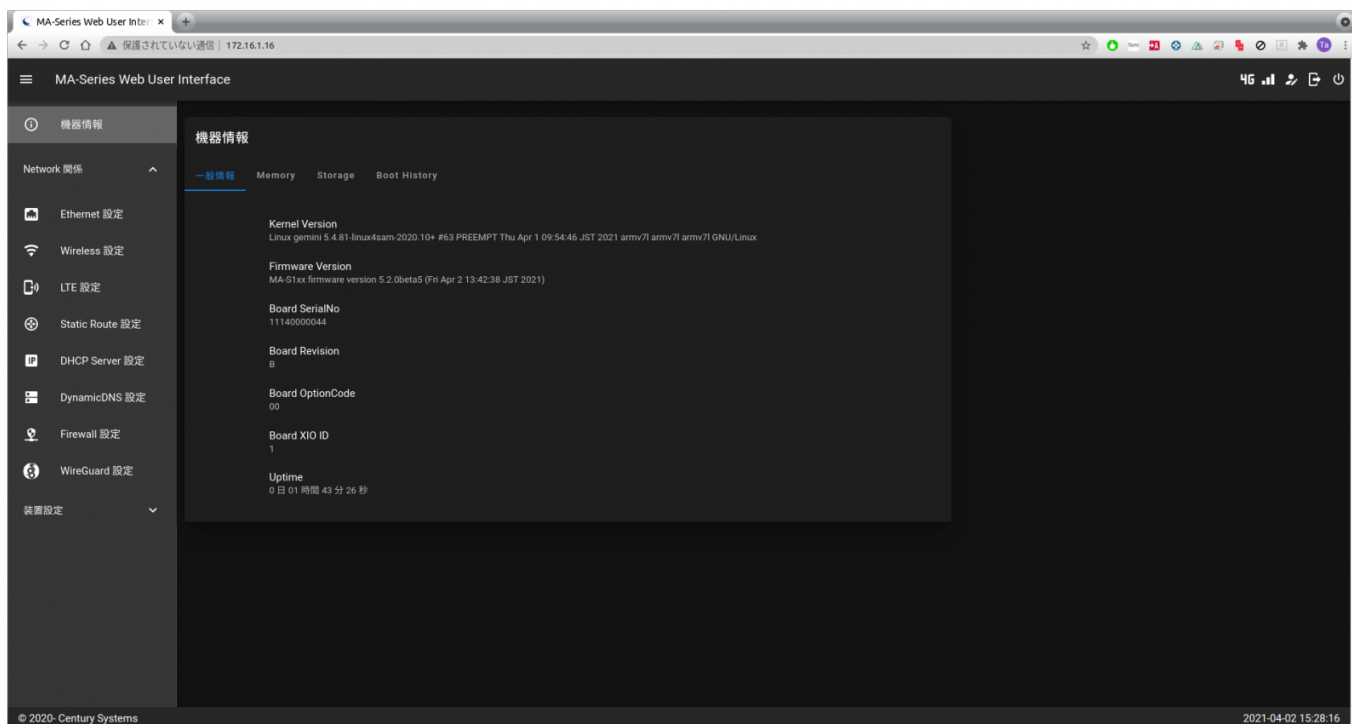 MA-Series Web User Inter
保護されていない通信 | 172.16.1.16
MA-Series Web User Interface
4G
機器情報
Network 関係
Ethernet 設定
Wireless 設定
LTE 設定
Static Route 設定
IP
DHCP Server 設定
DynamicDNS 設定
Firewall 設定
WireGuard 設定
装置設定
機器情報
一般情報 Memory Storage Boot History
Kernel Version
Linux gemini 5.4.81-linux4sam-2020.10+ #63 PREEMPT Thu Apr 1 09:54:46 JST 2021 armv7l armv7l armv7l GNU/Linux
Firmware Version
MA-S1xx firmware version 5.2.0beta5 (Fri Apr 2 13:42:38 JST 2021)
Board SerialNo
11140000044
Board Revision
B
Board OptionCode
00
Board XIO ID
1
Uptime
0 日 01 時間 43 分 26 秒
© 2020- Century Systems
2021-04-02 15:28:16